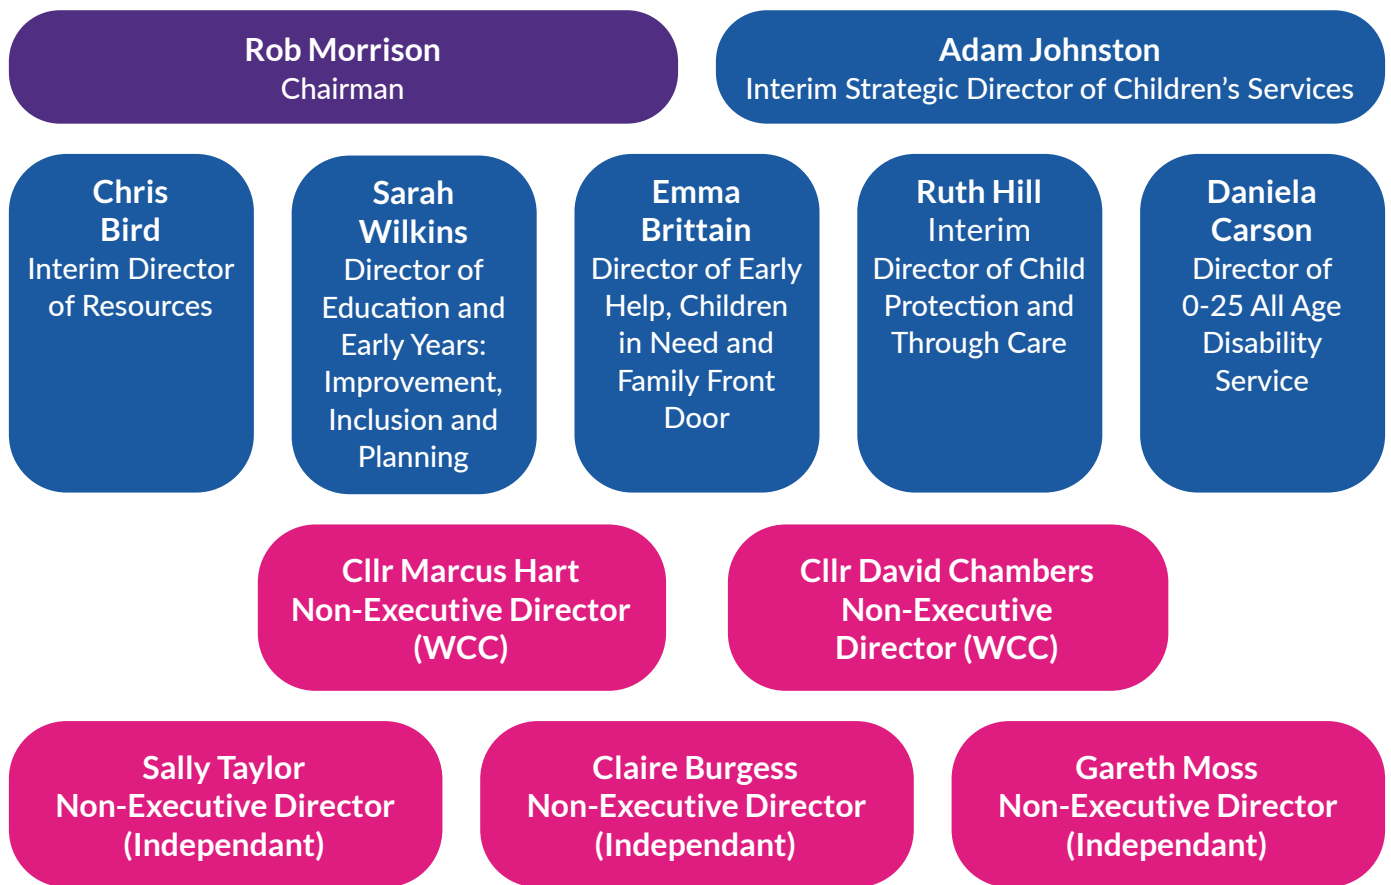 Rob Morrison
Chairman
Adam Johnston
Interim Strategic Director of Children’s Services
Chris
Bird
Interim Director
of Resources
Sarah
Wilkins
Director of
Education and
Early Years:
Improvement,
Inclusion and
Planning
Emma
Brittain
Director of Early
Help, Children
in Need and
Family Front
Door
Ruth Hill
Interim
Director of Child
Protection and
Through Care
Daniela
Carson
Director of
0-25 All Age
Disability
Service
Cllr Marcus Hart
Non-Executive Director
(WCC)
Cllr David Chambers
Non-Executive
Director (WCC)
Sally Taylor
Non-Executive Director
(Independant)
Claire Burgess
Non-Executive Director
(Independant)
Gareth Moss
Non-Executive Director
(Independant)